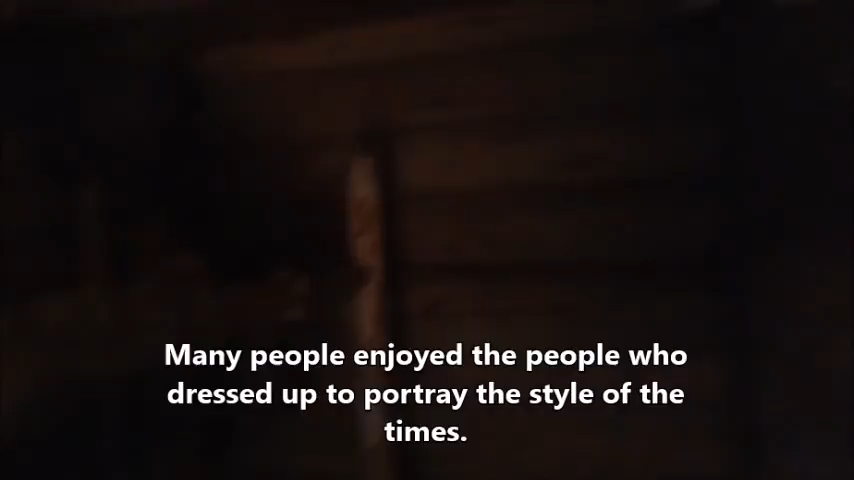 Many people enjoyed the people who
dressed up to portray the style of the
times.